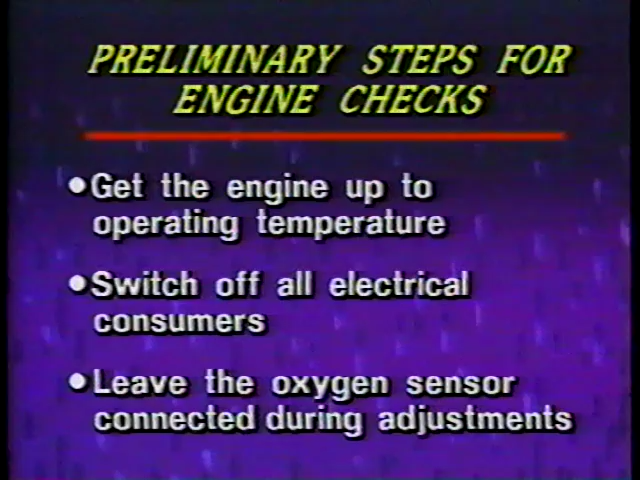 PRELIMINARY STEPS FOR
ENGINE CHECKS
•Get the engine up to
operating temperature
•Switch off all electrical
consumers
•Leave the oxygen sensor
connected during adjustments